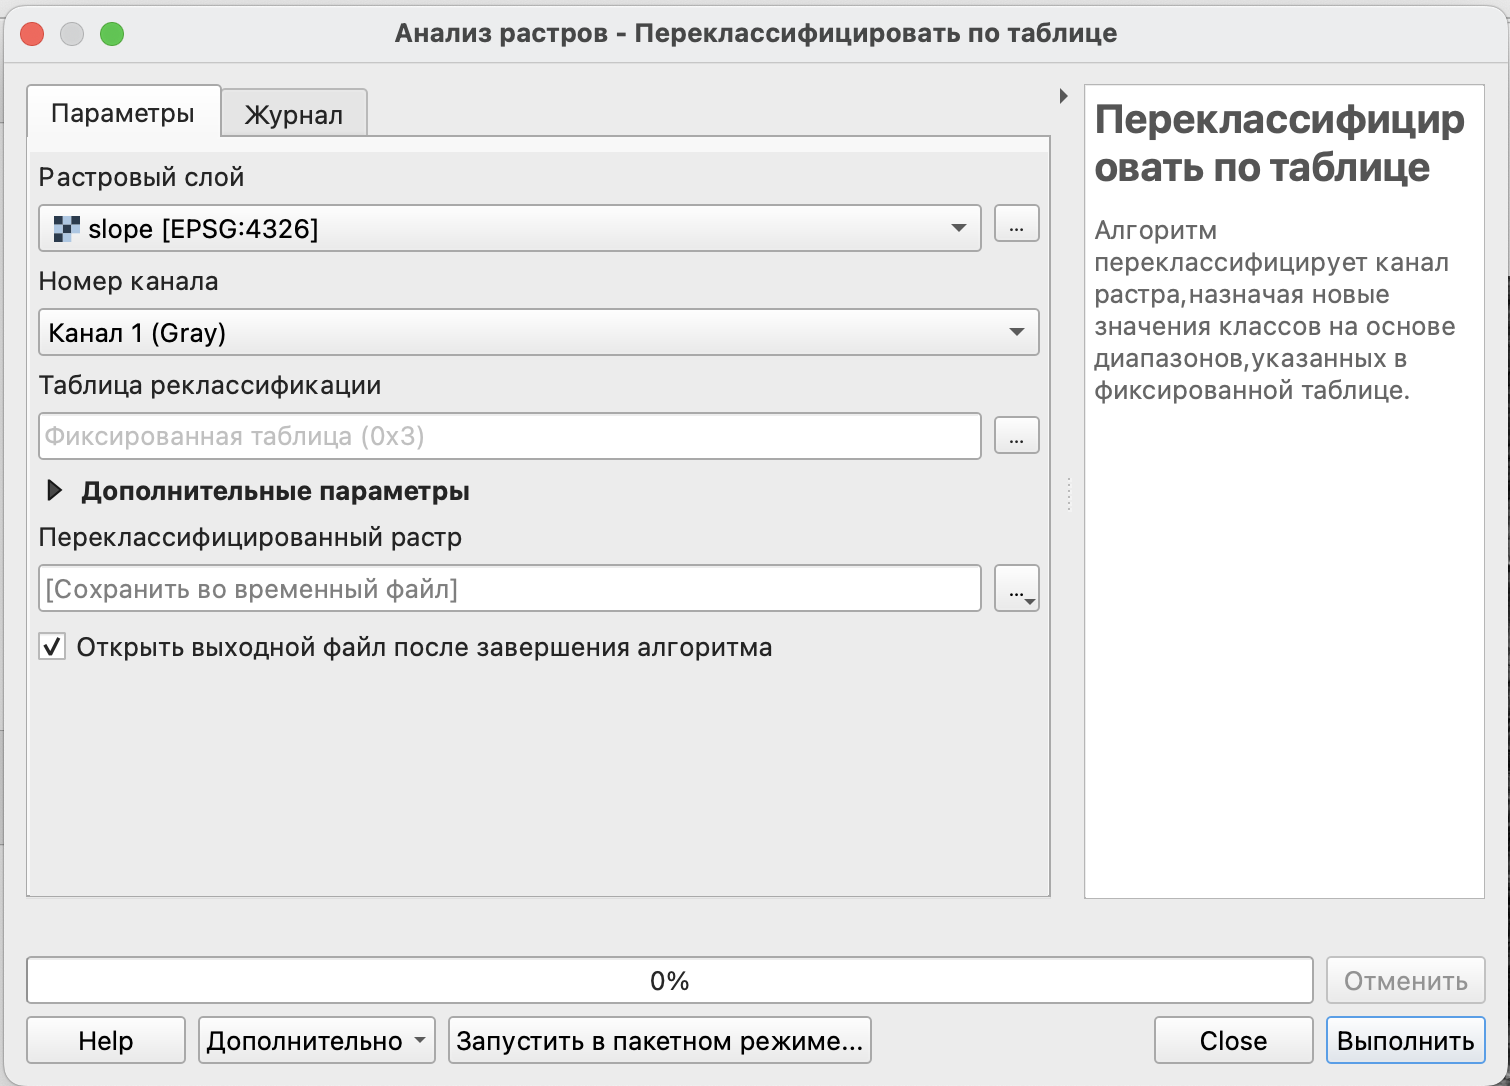 Анализ растров - Переклассифицировать по таблице
Параметры
Журнал
Растровый слой
slope [EPSG:4326]
...
Номер канала
Канал 1 (Gray)
Таблица реклассификации
Фиксированная таблица (0x3)
...
Дополнительные параметры
Переклассифицированный растр
[Сохранить во временный файл]
...
Открыть выходной файл после завершения алгоритма
Переклассифицир
овать по таблице
Алгоритм
переклассифицирует канал
растра,назначая новые
значения классов на основе
диапазонов,указанных в
фиксированной таблице.
0%
Отменить
Help
Дополнительно
Запустить в пакетном режиме...
Close
Выполнить